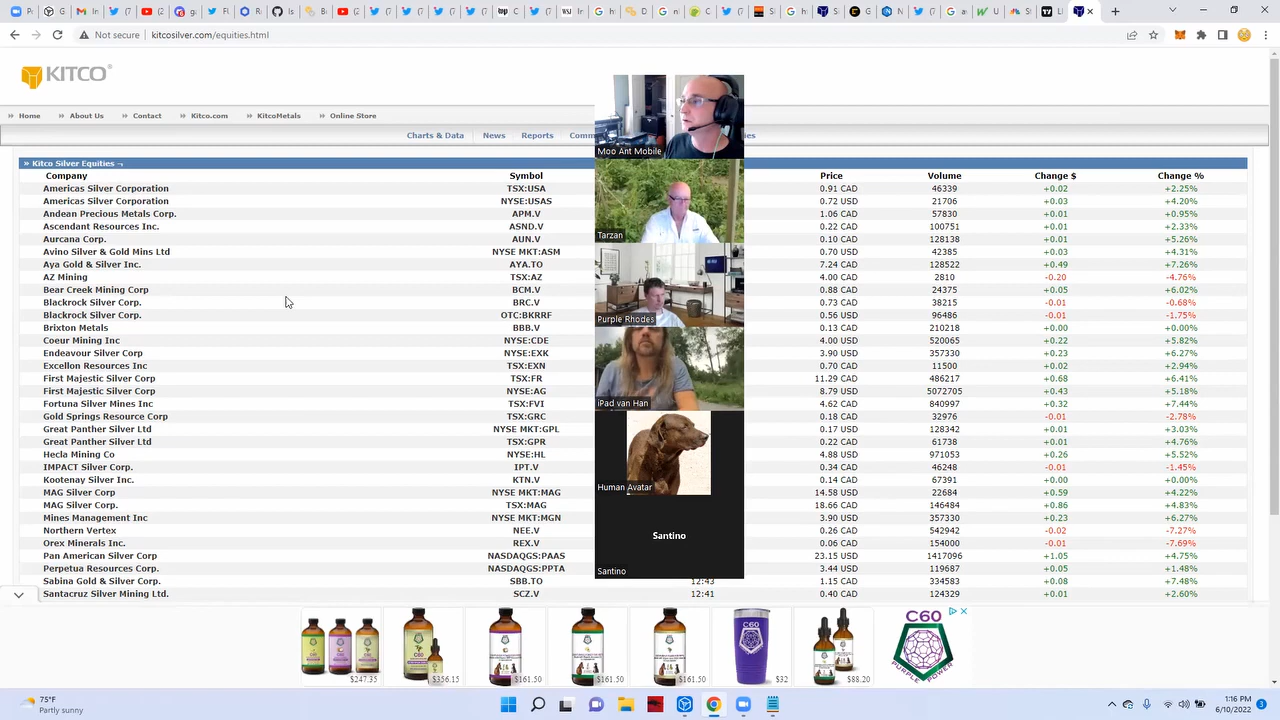 Not secure | kitcosilver.com/equities.html
KITCO
Home About Us Contact Kitco.com KitcoMetals Online Store
Charts & Data News Reports Comm es
Kitco Silver Equities
Company Symbol Price Volume Change $ Change %
Americas Silver Corporation TSX:USA 0.91 CAD 46339 +0.02 +2.25%
Americas Silver Corporation NYSE:USAS 0.72 USD 21706 +0.03 +4.20%
Andean Precious Metals Corp. APM.V 1.06 CAD 57830 +0.01 +0.95%
Ascendant Resources Inc. ASND.V 0.22 CAD 100751 +0.01 +2.33%
Aurcana Corp. AUN.V 0.10 CAD 128138 +0.01 +5.26%
Avino Silver & Gold Mins Ltd NYSE MKT:ASM 0.70 USD 42385 +0.03 +4.31%
Aya Gold & Silver Inc. AYA.TO 7.24 CAD 128522 +0.49 +7.26%
AZ Mining TSX:AZ 4.00 CAD 2810 -0.20 -4.76%
Bear Creek Mining Corp BCM.V 0.88 CAD 24375 +0.05 +6.02%
Blackrock Silver Corp. BRC.V 0.73 CAD 38215 -0.01 -0.68%
Blackrock Silver Corp. OTC:BKRRF 0.56 USD 96486 -0.01 -1.75%
Brixton Metals BBB.V 0.13 CAD 210218 +0.00 +0.00%
Coeur Mining Inc NYSE:CDE 4.00 USD 520065 +0.22 +5.82%
Endeavour Silver Corp NYSE:EXK 3.90 USD 357330 +0.23 +6.27%
Excellon Resources Inc TSX:EXN 0.70 CAD 11500 +0.02 +2.94%
First Majestic Silver Corp TSX:FR 11.29 CAD 486217 +0.68 +6.41%
First Majestic Silver Corp NYSE:AG 8.79 USD 5072705 +0.43 +5.18%
Fortuna Silver Mines Inc TSX:FVI 4.62 CAD 840997 +0.32 +7.44%
Gold Springs Resource Corp TSX:GRC 0.18 CAD 32976 -0.01 -2.78%
Great Panther Silver Ltd NYSE MKT:GPL 0.17 USD 128342 +0.01 +3.03%
Great Panther Silver Ltd TSX:GPR 0.22 CAD 61738 +0.01 +4.76%
Hecla Mining Co NYSE:HL 4.88 USD 971053 +0.26 +5.52%
IMPACT Silver Corp. IPT.V 0.34 CAD 46248 -0.01 -1.45%
Kootenay Silver Inc. KTN.V 0.14 CAD 67391 +0.00 +0.00%
MAG Silver Corp NYSE MKT:MAG 14.58 USD 22684 +0.59 +4.22%
MAG Silver Corp. TSX:MAG 18.66 CAD 146484 +0.86 +4.83%
Mines Management Inc NYSE MKT:MGN 3.90 USD 357330 +0.23 +6.27%
Northern Vertex NEE.V 0.26 CAD 542942 -0.02 -7.27%
Orex Minerals Inc. REX.V 0.06 CAD 154000 -0.01 -7.69%
Pan American Silver Corp NASDAQGS:PAAS 23.15 USD 1417096 +1.05 +4.75%
Perpetua Resources Corp. NASDAQGS:PPTA 3.44 USD 119687 +0.05 +1.48%
Sabina Gold & Silver Corp. SBB.TO 12:43 1.15 CAD 334583 +0.08 +7.48%
Santacruz Silver Mining Ltd. SCZ.V 12:41 0.40 CAD 124329 +0.01 +2.60%
Moo Ant Mobile
Tarzan
Purple Rhodes
iPad van Han
Human Avatar
Santino
Santino
C60
$247.35 $161.50 $161.50 $161.50 $32 $88.20
75°F
Partly sunny
1:16 PM
6/10/2022